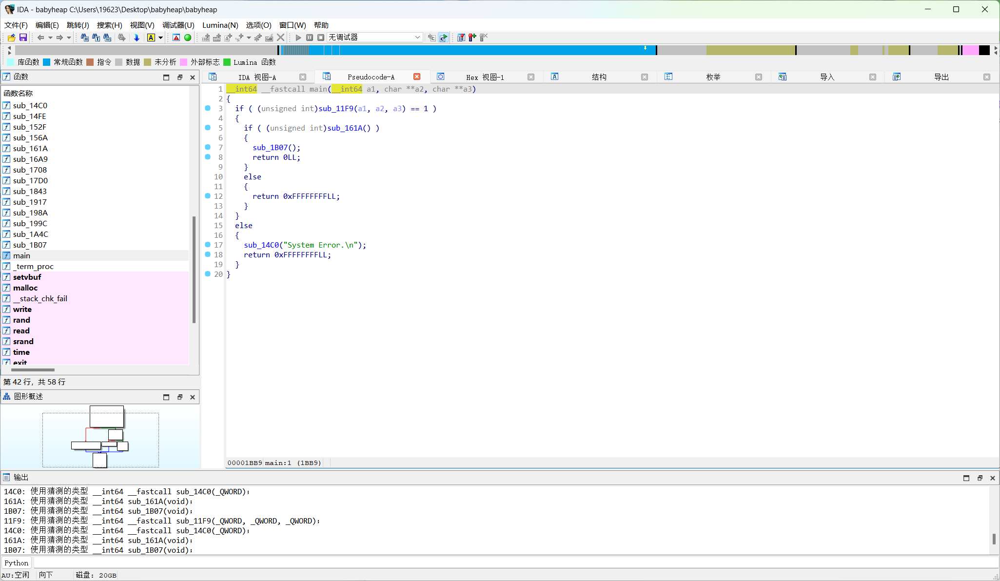 IDA - babyheap C:\Users\19623\Desktop\babyheap\babyheap
文件(F) 编辑(E) 跳转(J) 搜索(H) 视图(V) 调试器(U) Lumina(N) 选项(O) 窗口(W) 帮助
无调试器
库函数 常规函数 指令 数据 未分析 外部标志 Lumina 函数
函数
函数名称
sub_14C0
sub_14FE
sub_152F
sub_156A
sub_161A
sub_16A9
sub_1708
sub_17D0
sub_1843
sub_1917
sub_198A
sub_199C
sub_1A4C
sub_1B07
main
_term_proc
setvbuf
malloc
__stack_chk_fail
write
rand
read
srand
time
exit
第 42 行，共 58 行
图形概述
IDA 视图-A Pseudocode-A Hex 视图-1 结构 枚举 导入 导出
1 __int64 __fastcall main(__int64 a1, char **a2, char **a3)
2 {
3 if ( (unsigned int)sub_11F9(a1, a2, a3) == 1 )
4 {
5 if ( (unsigned int)sub_161A() )
6 {
7 sub_1B07();
8 return 0LL;
9 }
10 else
11 {
12 return 0xFFFFFFFFLL;
13 }
14 }
15 else
16 {
17 sub_14C0("System Error.\n");
18 return 0xFFFFFFFFLL;
19 }
20 }
00001BB9 main:1 (1BB9)
输出
14C0: 使用猜测的类型 __int64 __fastcall sub_14C0(_QWORD);
161A: 使用猜测的类型 __int64 sub_161A(void);
1B07: 使用猜测的类型 __int64 sub_1B07(void);
11F9: 使用猜测的类型 __int64 __fastcall sub_11F9(_QWORD, _QWORD, _QWORD);
14C0: 使用猜测的类型 __int64 __fastcall sub_14C0(_QWORD);
161A: 使用猜测的类型 __int64 sub_161A(void);
1B07: 使用猜测的类型 __int64 sub_1B07(void);
Python
AU:空闲 向下 磁盘: 20GB